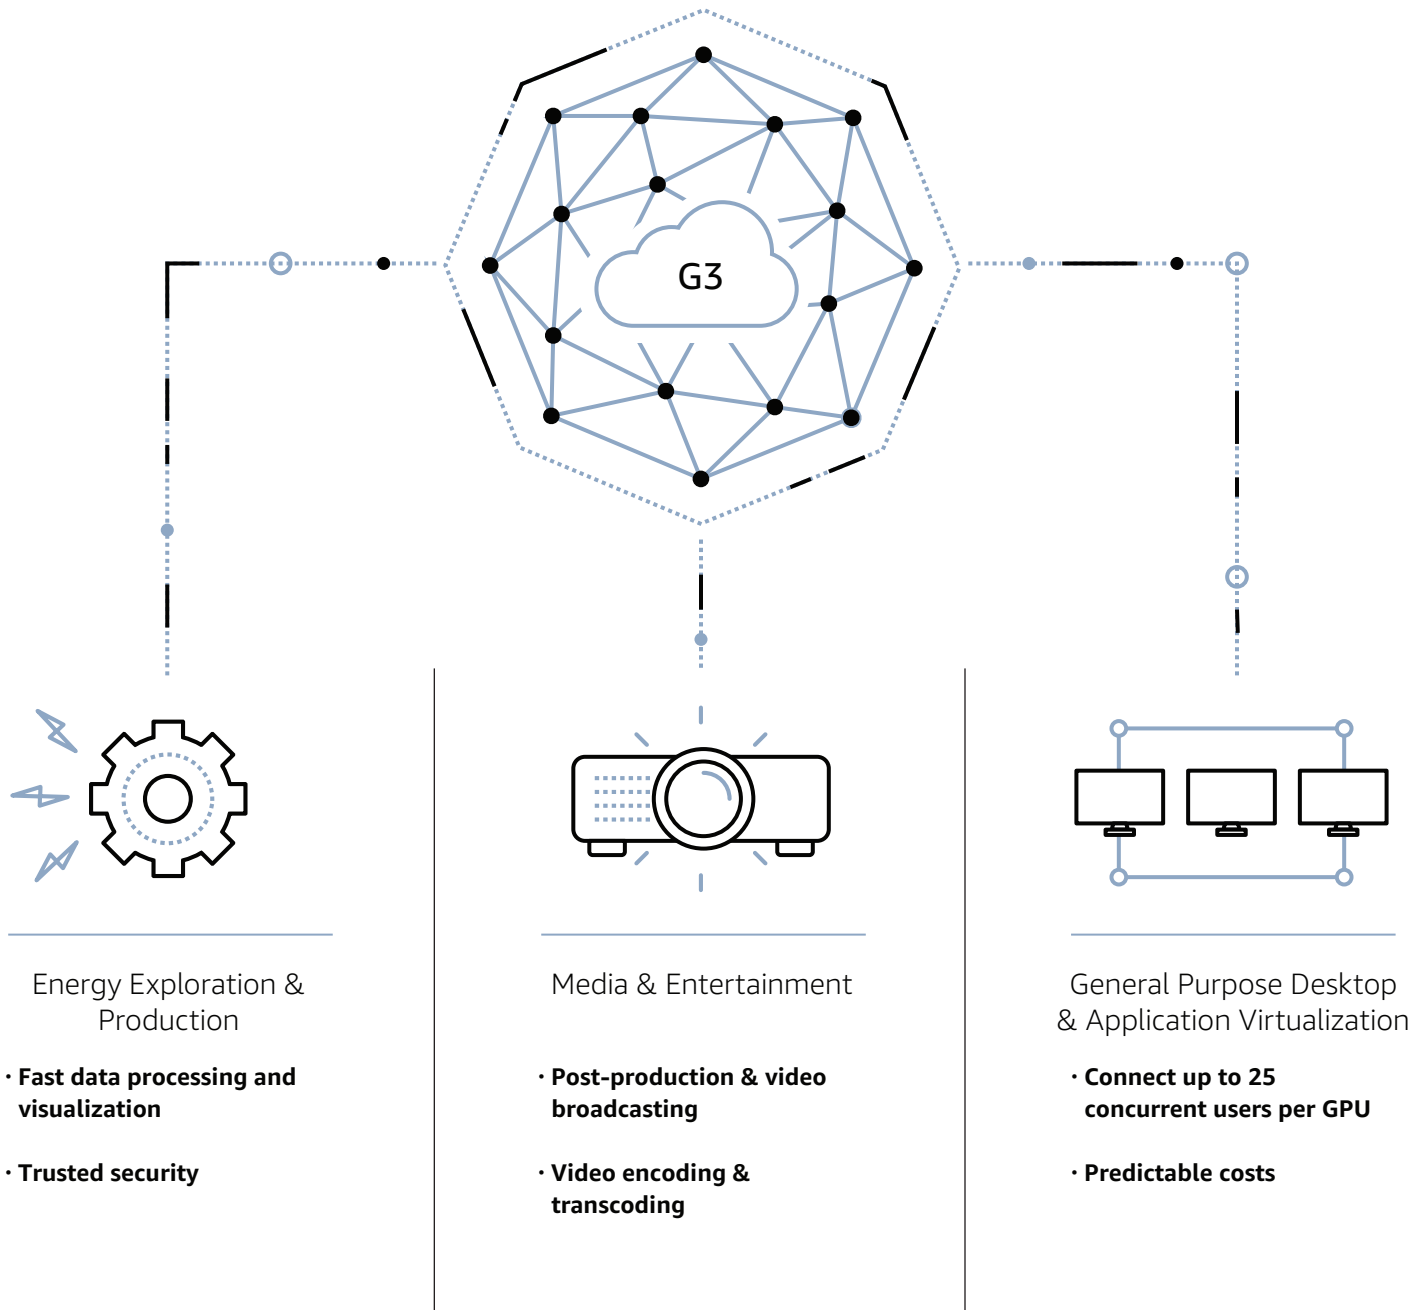 G3
Energy Exploration &
Production
· Fast data processing and
visualization
· Trusted security
Media & Entertainment
· Post-production & video
broadcasting
· Video encoding &
transcoding
General Purpose Desktop
& Application Virtualization
· Connect up to 25
concurrent users per GPU
· Predictable costs